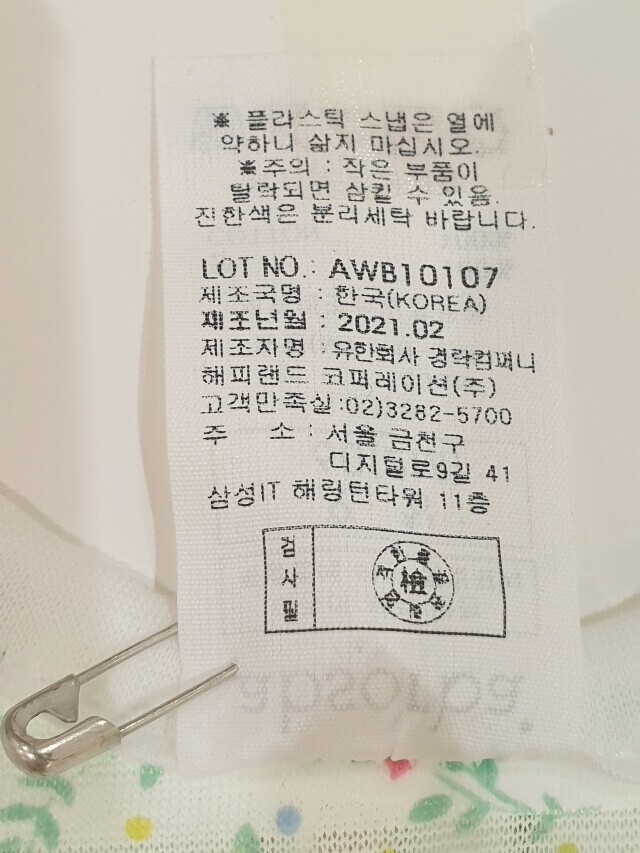 ※ 플라스틱 스냅은 열에
약하니 삶지 마십시오.
※주의 : 작은 부품이
탈락되면 삼킬 수 있음.
진한색은 분리세탁 바랍니다.
LOT NO.: AWB10107
제조국명 : 한국(KOREA)
제조년월 : 2021.02
제조자명 : 유한회사 경락컴퍼니
해피랜드 코퍼레이션(주)
고객만족실:02)3282-5700
주 소 : 서울 금천구
디지털로9길 41
삼성IT 해링턴타워 11층
검사필
檢
absorba